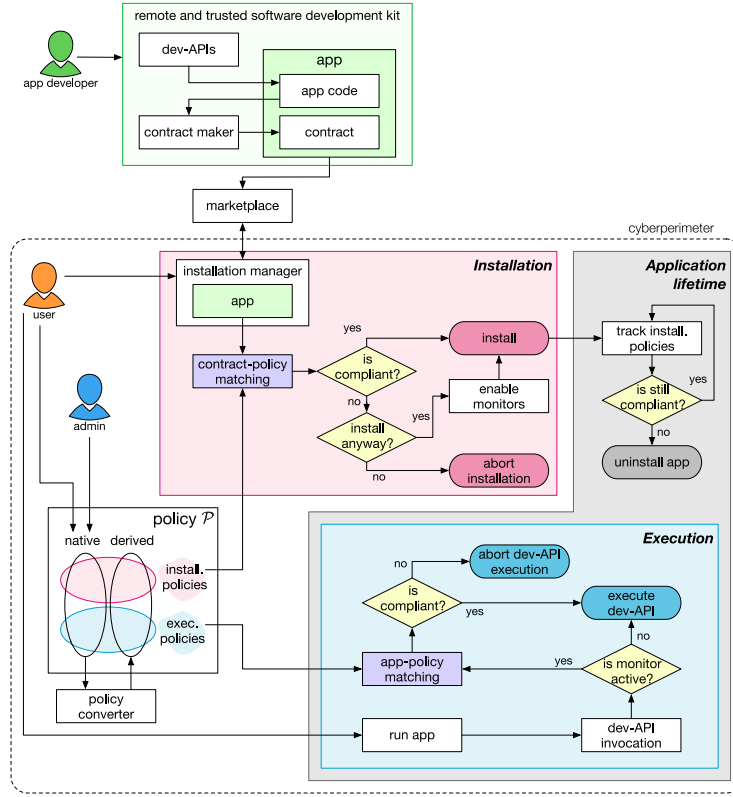 remote and trusted software development kit
dev-APIs
app
app code
contract maker
contract
app developer
marketplace
cyberperimeter
installation manager
app
Installation
Application
lifetime
user
yes
install
track install.
policies
contract-policy
matching
is
compliant?
enable
monitors
yes
is still
compliant?
yes
no
admin
install
anyway?
no
no
abort
installation
uninstall app
policy 𝒫
native
derived
install.
policies
exec.
policies
Execution
no
abort dev-API
execution
is
compliant?
yes
execute
dev-API
no
app-policy
matching
yes
is monitor
active?
policy
converter
run app
dev-API
invocation